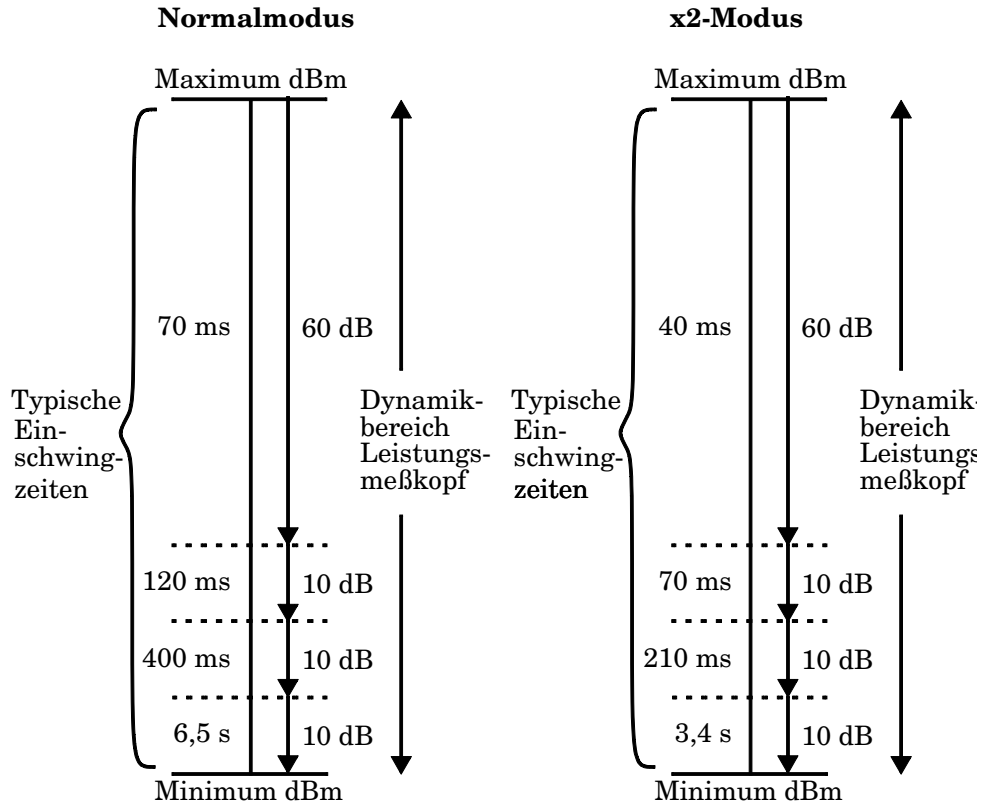 Normalmodus
Maximum dBm
70 ms
60 dB
Typische
Ein-
schwing-
zeiten
Dynamik-
bereich
Leistungs-
meßkopf
120 ms
10 dB
400 ms
10 dB
6,5 s
10 dB
Minimum dBm
x2-Modus
Maximum dBm
40 ms
60 dB
Typische
Ein-
schwing-
zeiten
Dynamik-
bereich
Leistungs
meßkopf
70 ms
10 dB
210 ms
10 dB
3,4 s
10 dB
Minimum dBm